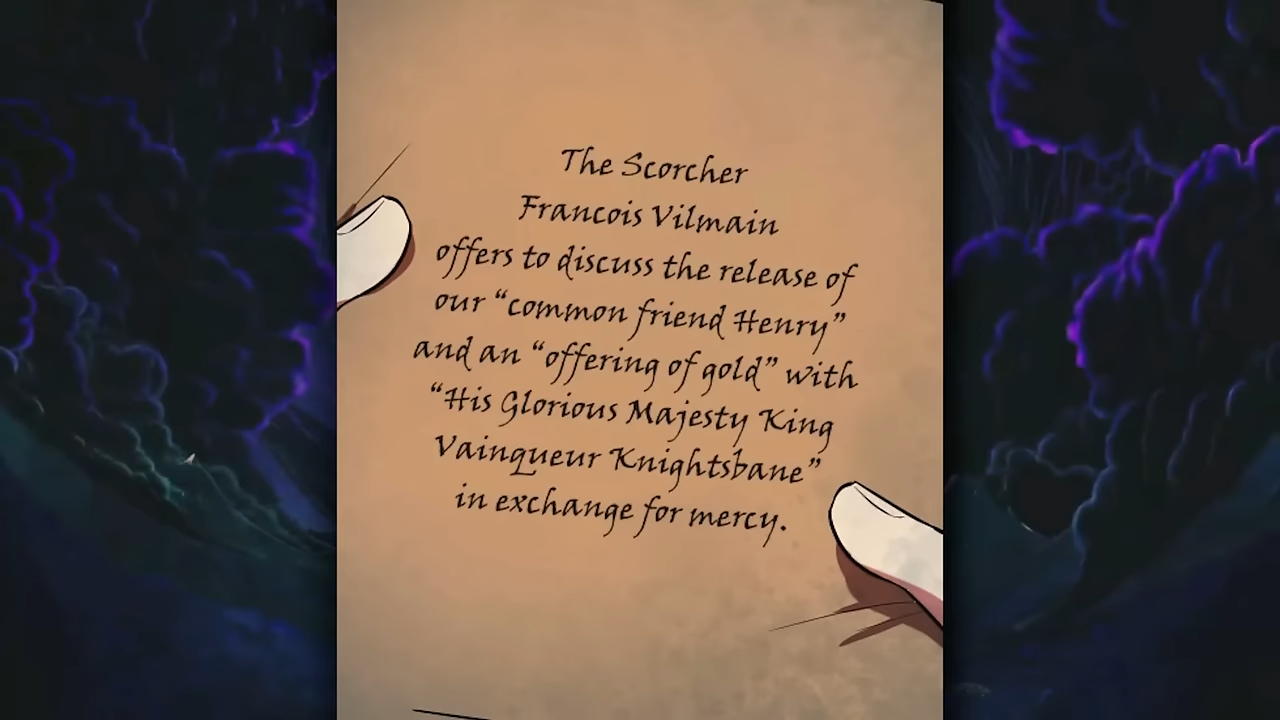 The Scorcher
Francois Vilmain
offers to discuss the release of
our “common friend Henry”
and an “offering of gold” with
“His Glorious Majesty King
Vainqueur Knightsbane”
in exchange for mercy.